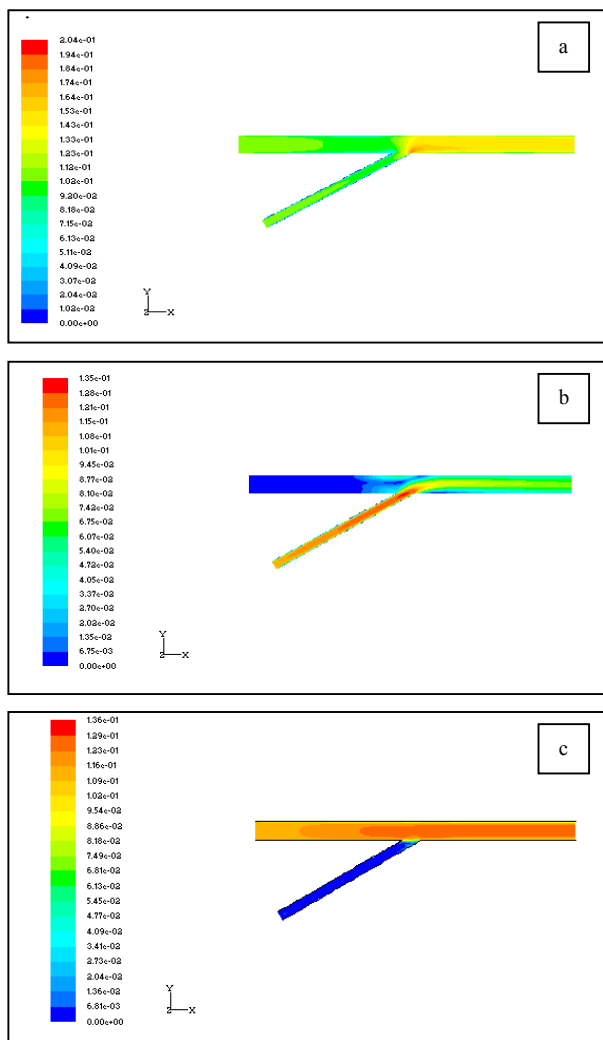 a
2.04e-01
1.94e-01
1.84e-01
1.74e-01
1.64e-01
1.53e-01
1.43e-01
1.33e-01
1.23e-01
1.12e-01
1.02e-01
9.20e-02
8.18e-02
7.15e-02
6.13e-02
5.11e-02
4.09e-02
3.07e-02
2.04e-02
1.02e-02
0.00e+00
Y
Z X
b
1.35e-01
1.28e-01
1.21e-01
1.15e-01
1.08e-01
1.01e-01
9.45e-02
8.77e-02
8.10e-02
7.42e-02
6.75e-02
6.07e-02
5.40e-02
4.72e-02
4.05e-02
3.37e-02
2.70e-02
2.02e-02
1.35e-02
6.75e-03
0.00e+00
Y
Z X
c
1.36e-01
1.29e-01
1.23e-01
1.16e-01
1.09e-01
1.02e-01
9.54e-02
8.86e-02
8.18e-02
7.49e-02
6.81e-02
6.13e-02
5.45e-02
4.77e-02
4.09e-02
3.41e-02
2.73e-02
2.04e-02
1.36e-02
6.81e-03
0.00e+00
Y
Z X